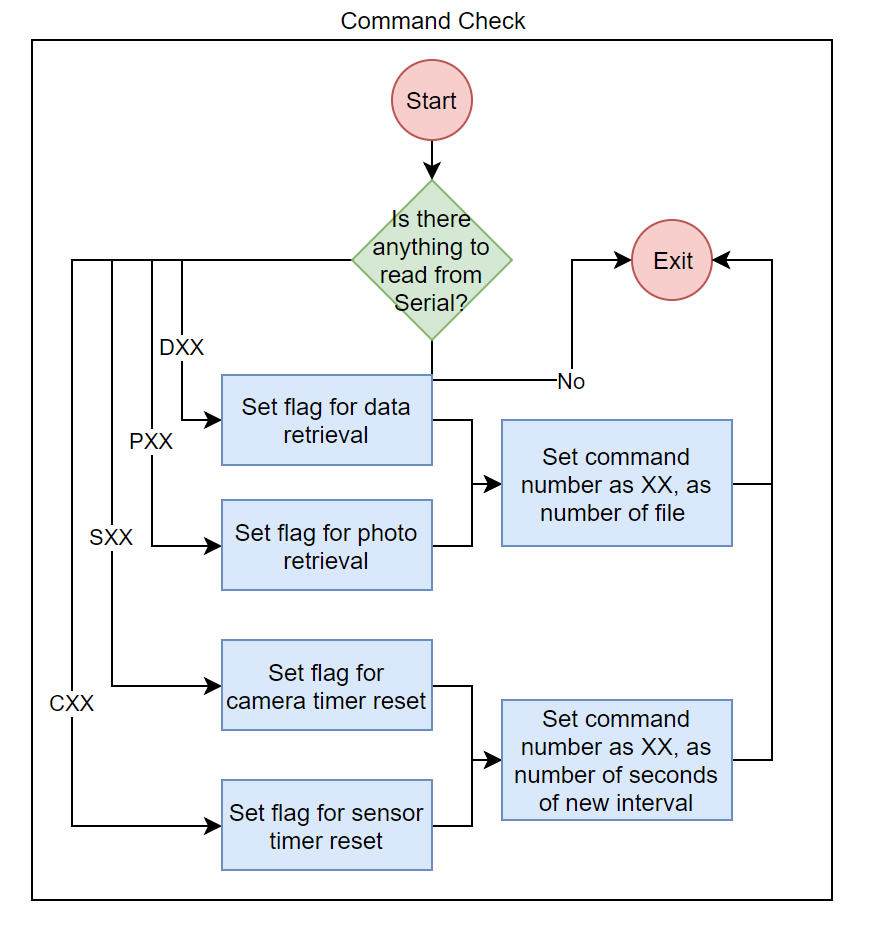 Command Check
Start
Is there
anything to
read from
Serial?
Exit
DXX
No
Set flag for data
retrieval
PXX
Set command
number as XX, as
number of file
Set flag for photo
retrieval
SXX
Set flag for
camera timer reset
CXX
Set command
number as XX, as
number of seconds
of new interval
Set flag for sensor
timer reset